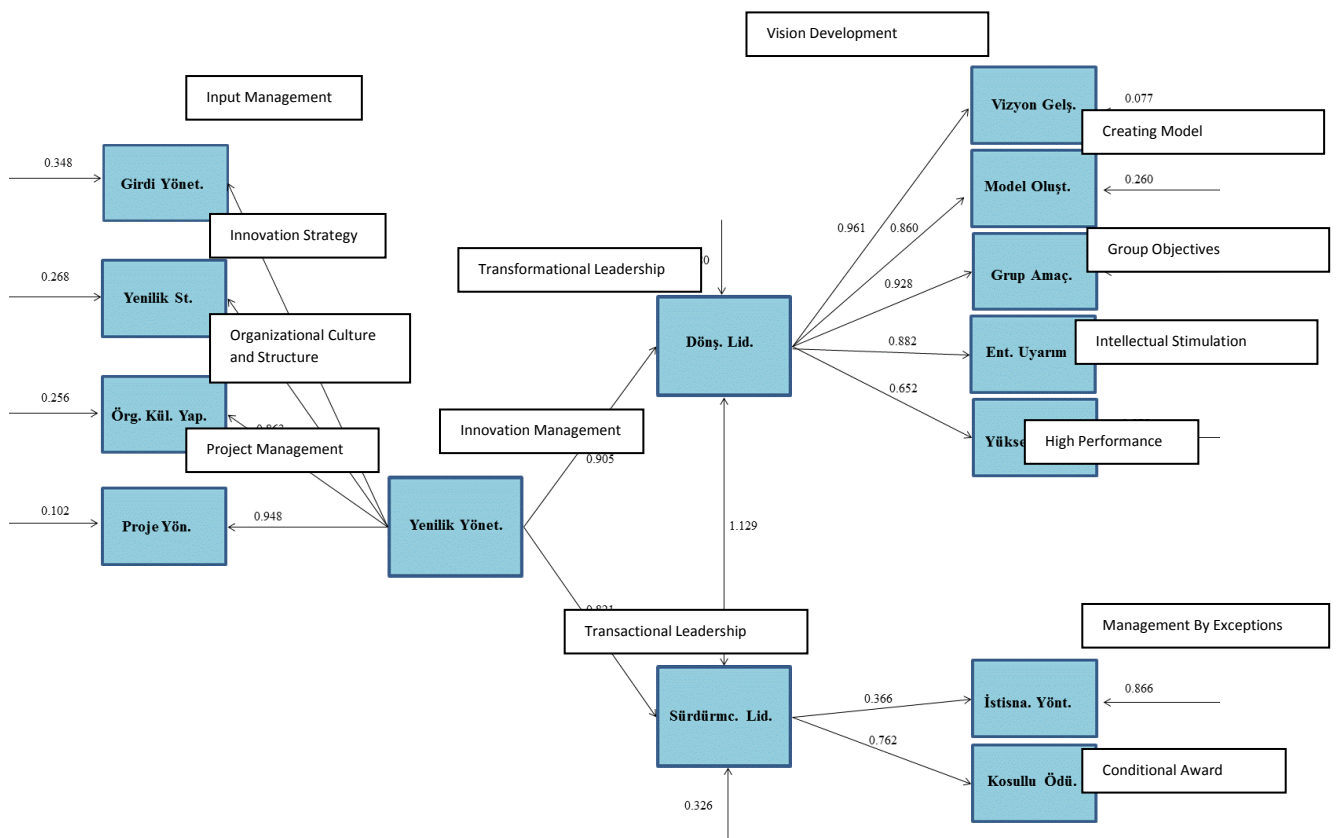 Vision Development
Input Management
Vizyon Gelş.
0.077
Creating Model
0.348
Girdi Yönet.
Model Oluşt.
0.260
Innovation Strategy
0.961
0.860
Group Objectives
Transformational Leadership
Grup Amaç.
0.268
Yenilik St.
0.928
Organizational Culture
and Structure
Dönş. Lid.
0.882
Ent. Uyarım
Intellectual Stimulation
0.652
0.256
Örg. Kül. Yap.
Innovation Management
High Performance
Project Management
0.905
0.102
Proje Yön.
0.948
Yenilik Yönet.
1.129
Transactional Leadership
Management By Exceptions
0.366
İstisna. Yönt.
0.866
Sürdürmc. Lid.
0.762
Kosullu Ödü.
Conditional Award
0.326